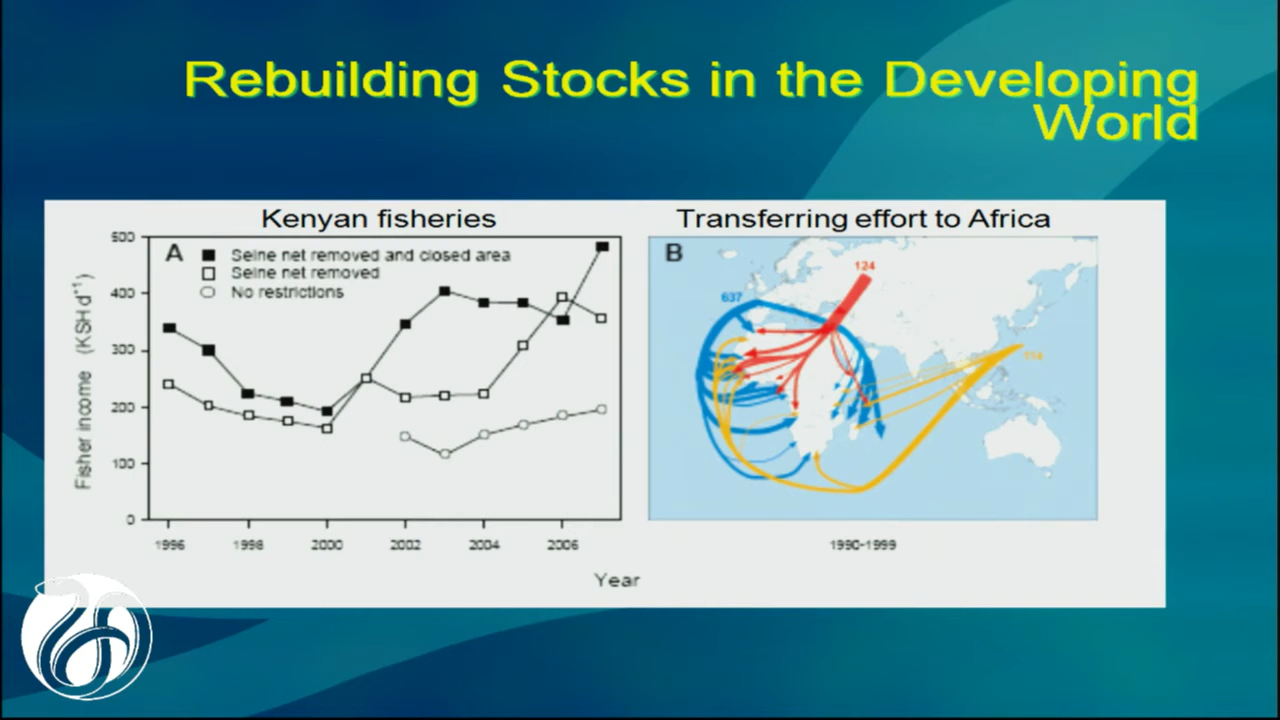 Rebuilding Stocks in the Developing
World
Kenyan fisheries
Transferring effort to Africa
A
Seine net removed and closed area
Seine net removed
No restrictions
Fisher income (KSH d⁻¹)
500
400
300
200
100
0
1996 1998 2000 2002 2004 2006
B
124
637
1990-1999
Year